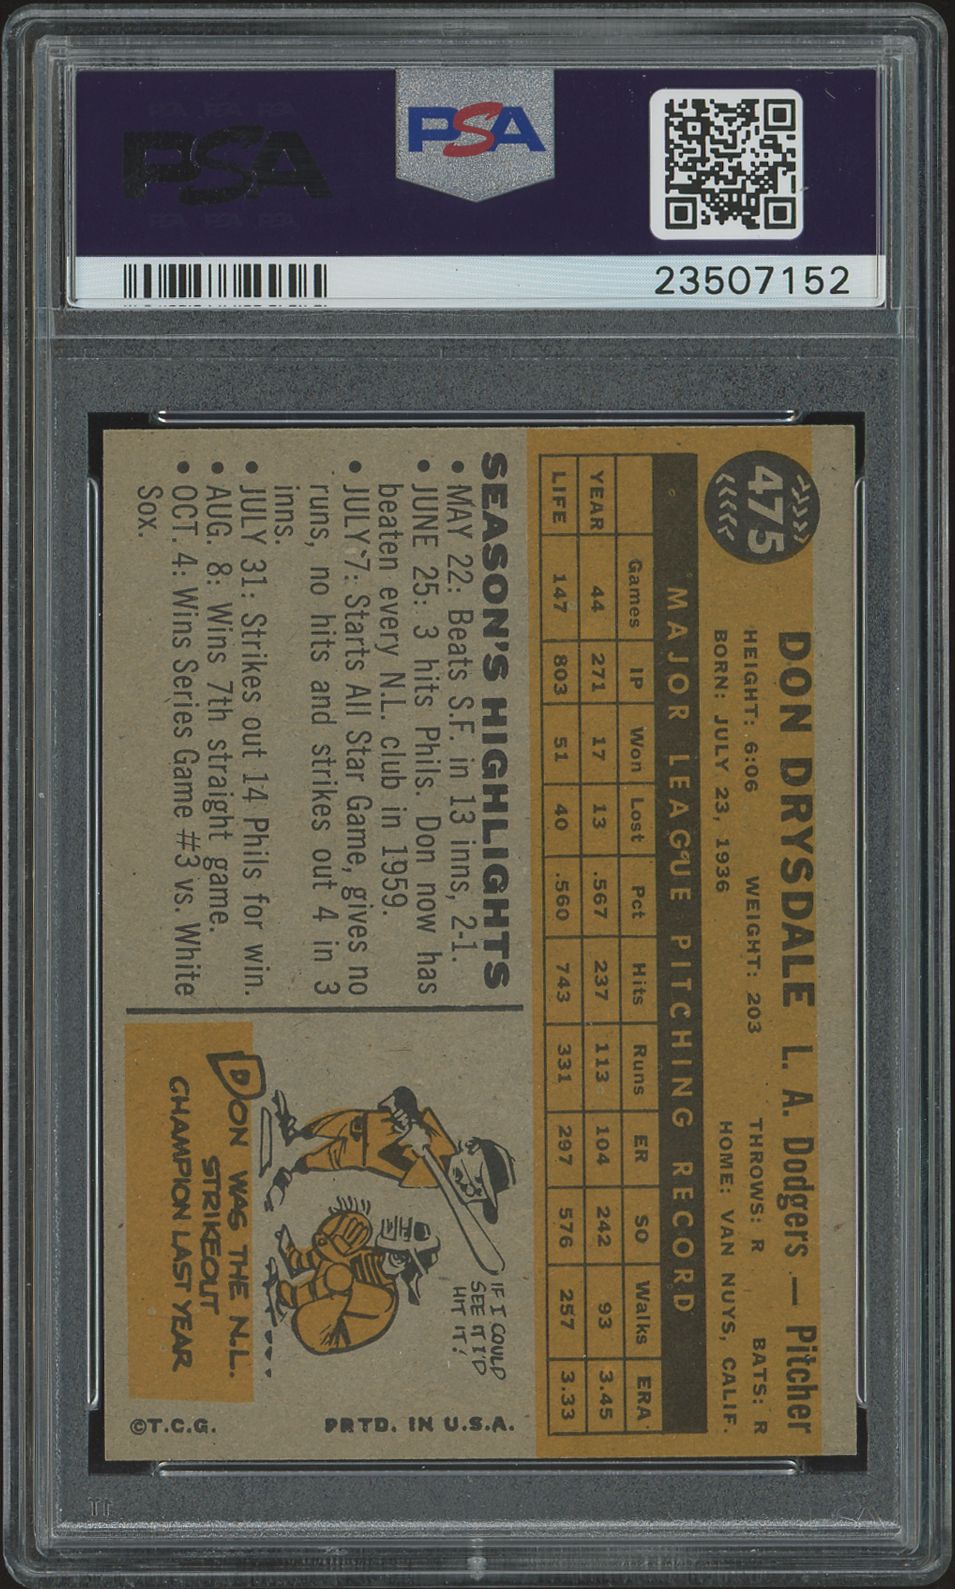 PSA
PSA
23507152
475
DON DRYSDALE L. A. Dodgers — Pitcher
HEIGHT: 6:06 WEIGHT: 203 THROWS: R BATS: R
BORN: JULY 23, 1936 HOME: VAN NUYS, CALIF.
MAJOR LEAGUE PITCHING RECORD
Games IP Won Lost Pct Hits Runs ER SO Walks ERA
YEAR 44 271 17 13 .567 237 113 104 242 93 3.45
LIFE 147 803 51 40 .560 743 331 297 576 257 3.33
SEASON'S HIGHLIGHTS
• MAY 22: Beats S.F. in 13 inns, 2-1.
• JUNE 25: 3 hits Phils. Don now has
beaten every N.L. club in 1959.
• JULY 7: Starts All Star Game, gives no
runs, no hits and strikes out 4 in 3
inns.
• JULY 31: Strikes out 14 Phils for win.
• AUG. 8: Wins 7th straight game.
• OCT. 4: Wins Series Game #3 vs. White
Sox.
IF I COULD
SEE IT I'D
HIT IT!
DON WAS THE N.L.
STRIKEOUT
CHAMPION LAST YEAR
©T.C.G. PRTD. IN U.S.A.